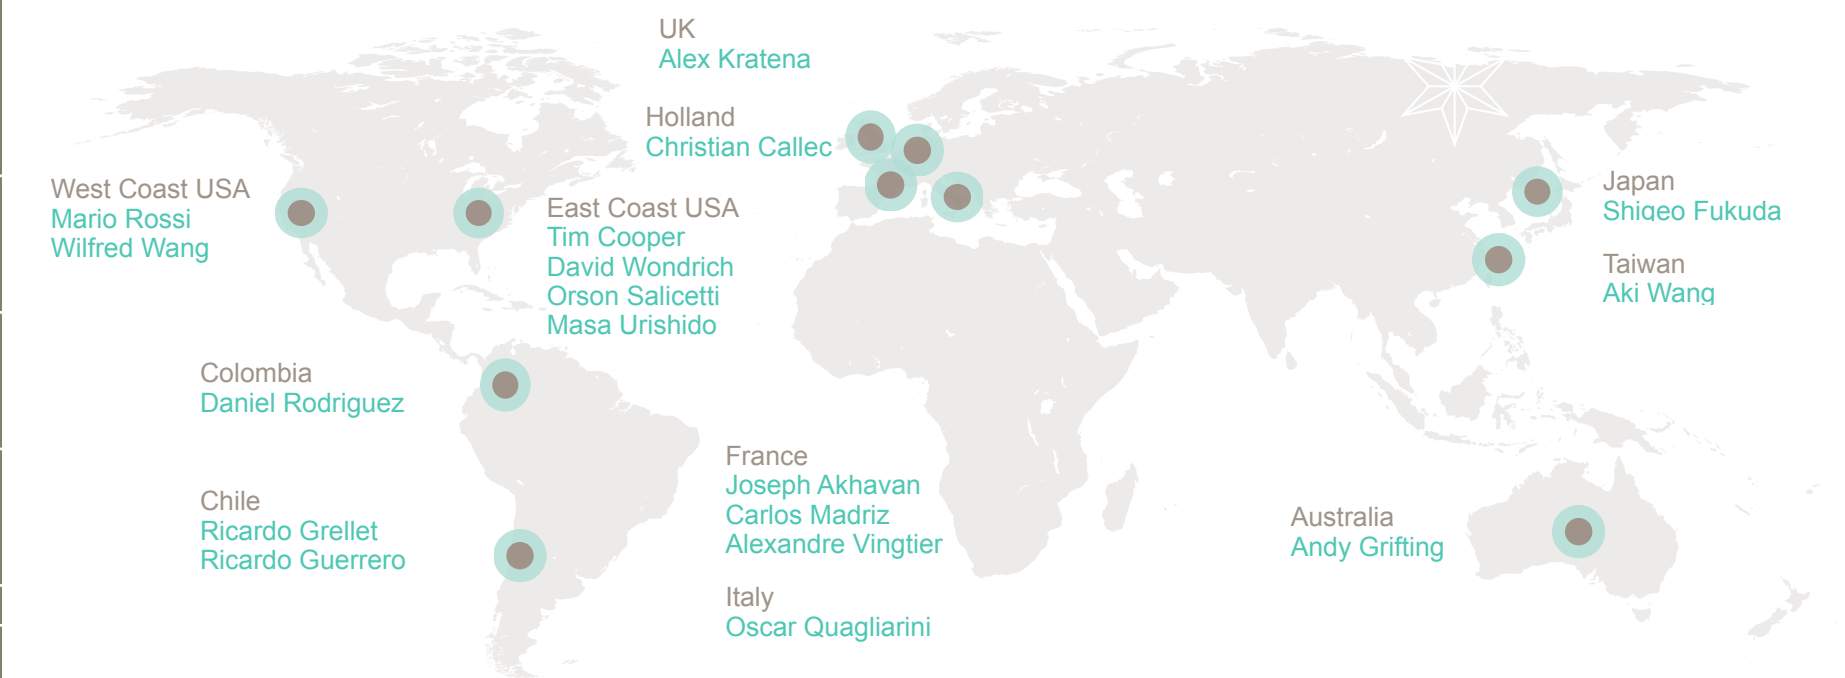 UK
Alex Kratena
Holland
Christian Callec
West Coast USA
Mario Rossi
Wilfred Wang
East Coast USA
Tim Cooper
David Wondrich
Orson Salicetti
Masa Urishido
Japan
Shigeo Fukuda
Taiwan
Aki Wang
Colombia
Daniel Rodriguez
Chile
Ricardo Grellet
Ricardo Guerrero
France
Joseph Akhavan
Carlos Madriz
Alexandre Vingtier
Italy
Oscar Quagliarini
Australia
Andy Grifting